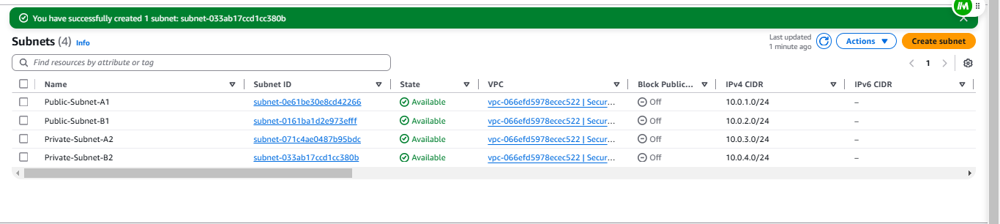 You have successfully created 1 subnet: subnet-033ab17ccd1cc380b
Subnets (4) Info
Last updated
1 minute ago
Actions
Create subnet
Find resources by attribute or tag
1
Name Subnet ID State VPC Block Public... IPv4 CIDR IPv6 CIDR
Public-Subnet-A1 subnet-0e61be30e8cd42266 Available vpc-066efd5978ecec522 | Secur... Off 10.0.1.0/24 –
Public-Subnet-B1 subnet-0161ba1d2e973efff Available vpc-066efd5978ecec522 | Secur... Off 10.0.2.0/24 –
Private-Subnet-A2 subnet-071c4ae0487b95bdc Available vpc-066efd5978ecec522 | Secur... Off 10.0.3.0/24 –
Private-Subnet-B2 subnet-033ab17ccd1cc380b Available vpc-066efd5978ecec522 | Secur... Off 10.0.4.0/24 –